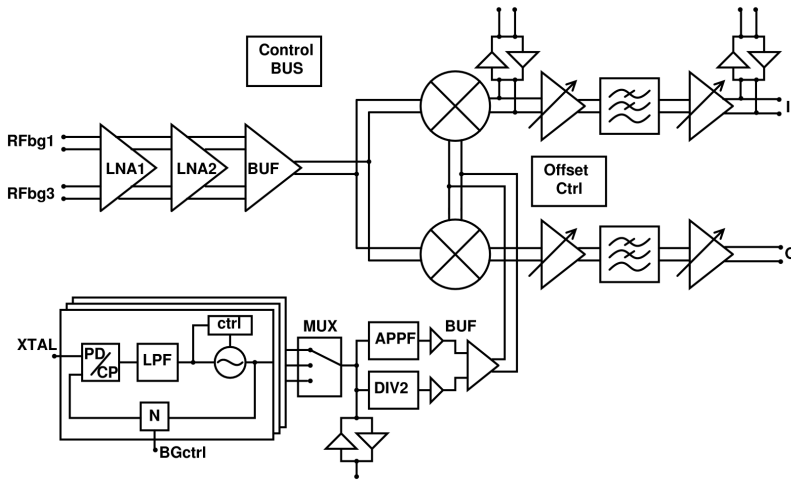 Control
BUS
I
RFbg1
LNA1
LNA2
BUF
RFbg3
Offset
Ctrl
XTAL
PD
CP
LPF
ctrl
N
BGctrl
MUX
APPF
DIV2
BUF